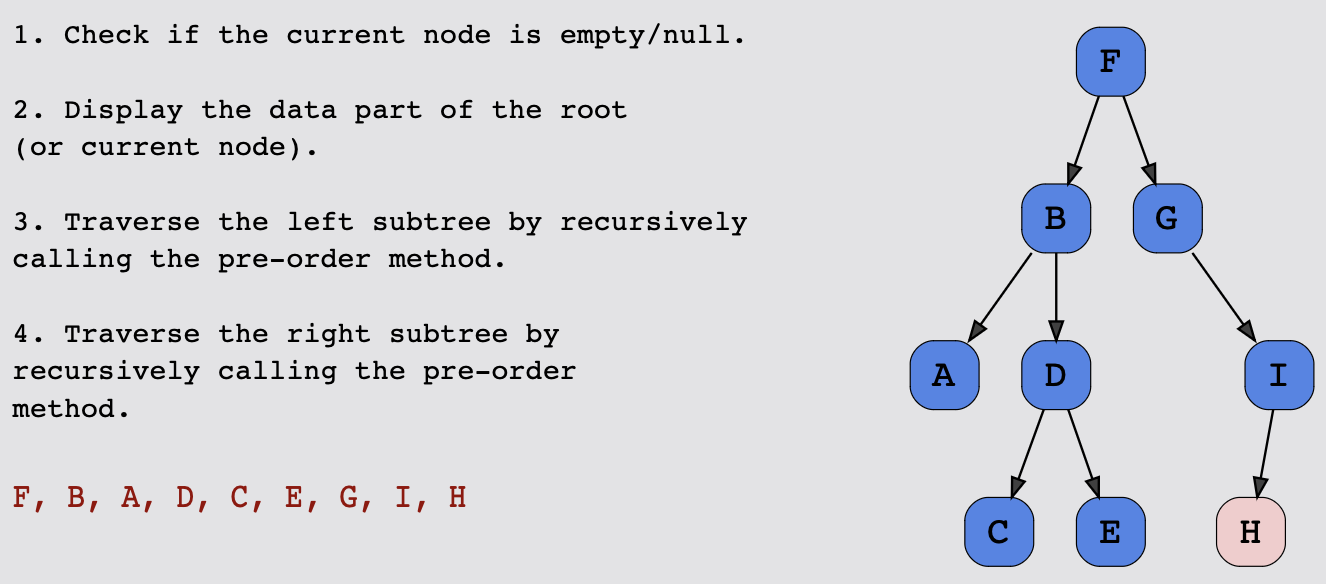 1. Check if the current node is empty/null.
2. Display the data part of the root
(or current node).
3. Traverse the left subtree by recursively
calling the pre-order method.
4. Traverse the right subtree by
recursively calling the pre-order
method.
F, B, A, D, C, E, G, I, H
F
B G
A D I
C E H